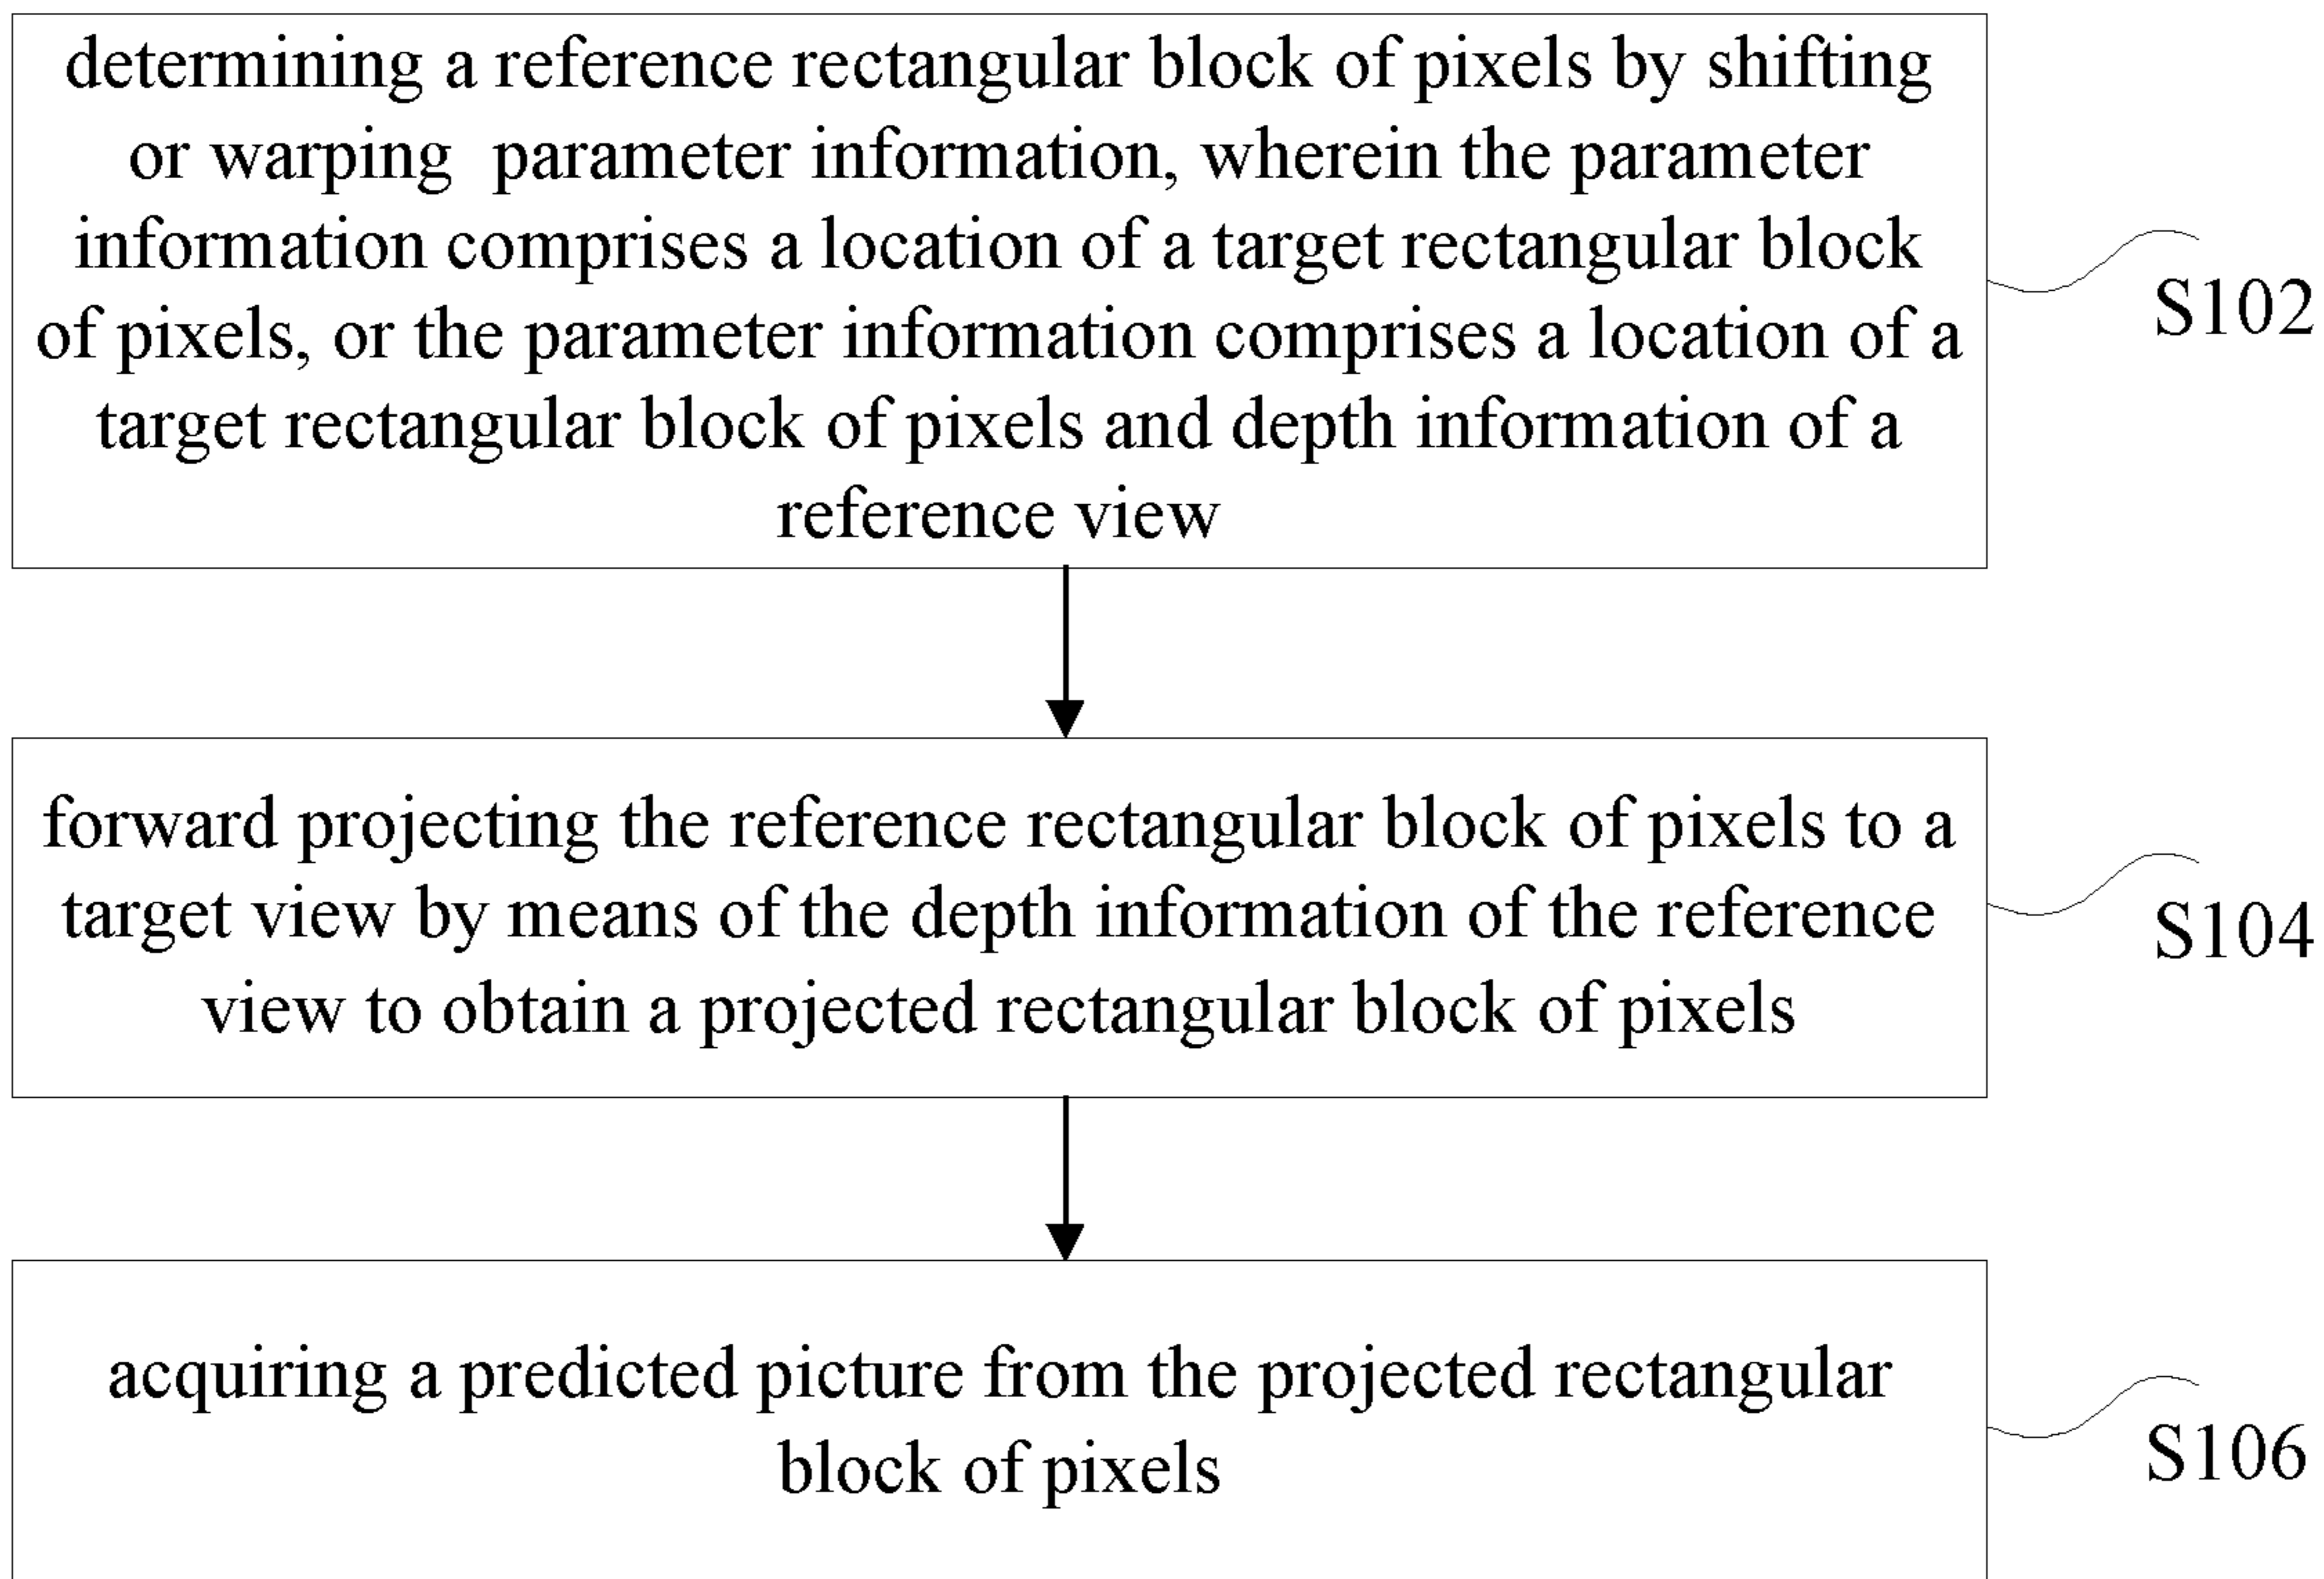 determining a reference rectangular block of pixels by shifting
or warping parameter information, wherein the parameter
information comprises a location of a target rectangular block
of pixels, or the parameter information comprises a location of a
target rectangular block of pixels and depth information of a
reference view
S102
forward projecting the reference rectangular block of pixels to a
target view by means of the depth information of the reference
view to obtain a projected rectangular block of pixels
S104
acquiring a predicted picture from the projected rectangular
block of pixels
S106